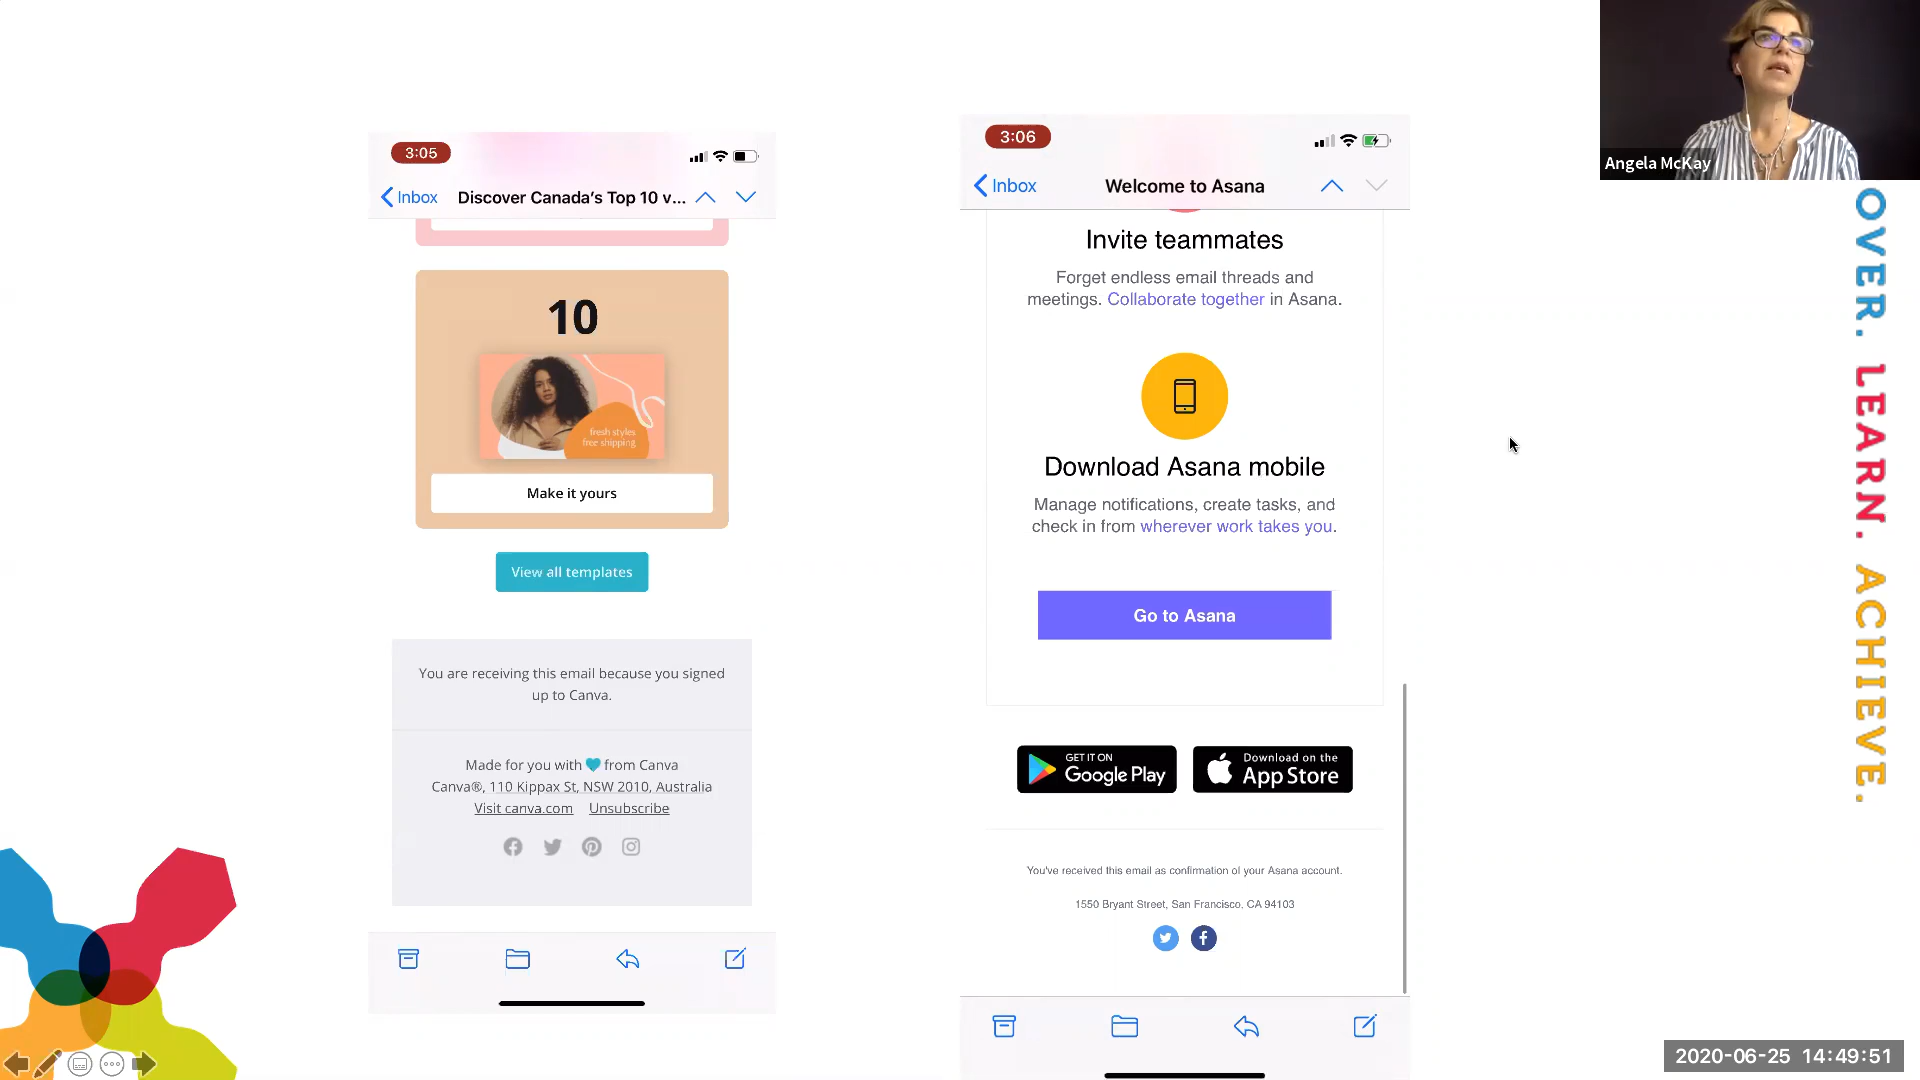 3:05
Inbox
Discover Canada's Top 10 v...
10
fresh styles
free shipping
Make it yours
View all templates
You are receiving this email because you signed
up to Canva.
Made for you with from Canva
Canva®, 110 Kippax St, NSW 2010, Australia
Visit canva.com Unsubscribe
3:06
Inbox
Welcome to Asana
Invite teammates
Forget endless email threads and
meetings. Collaborate together in Asana.
Download Asana mobile
Manage notifications, create tasks, and
check in from wherever work takes you.
Go to Asana
GET IT ON
Google Play
Download on the
App Store
You've received this email as confirmation of your Asana account.
1550 Bryant Street, San Francisco, CA 94103
Angela McKay
OVER. LEARN. ACHIEVE.
2020-06-25 14:49:51